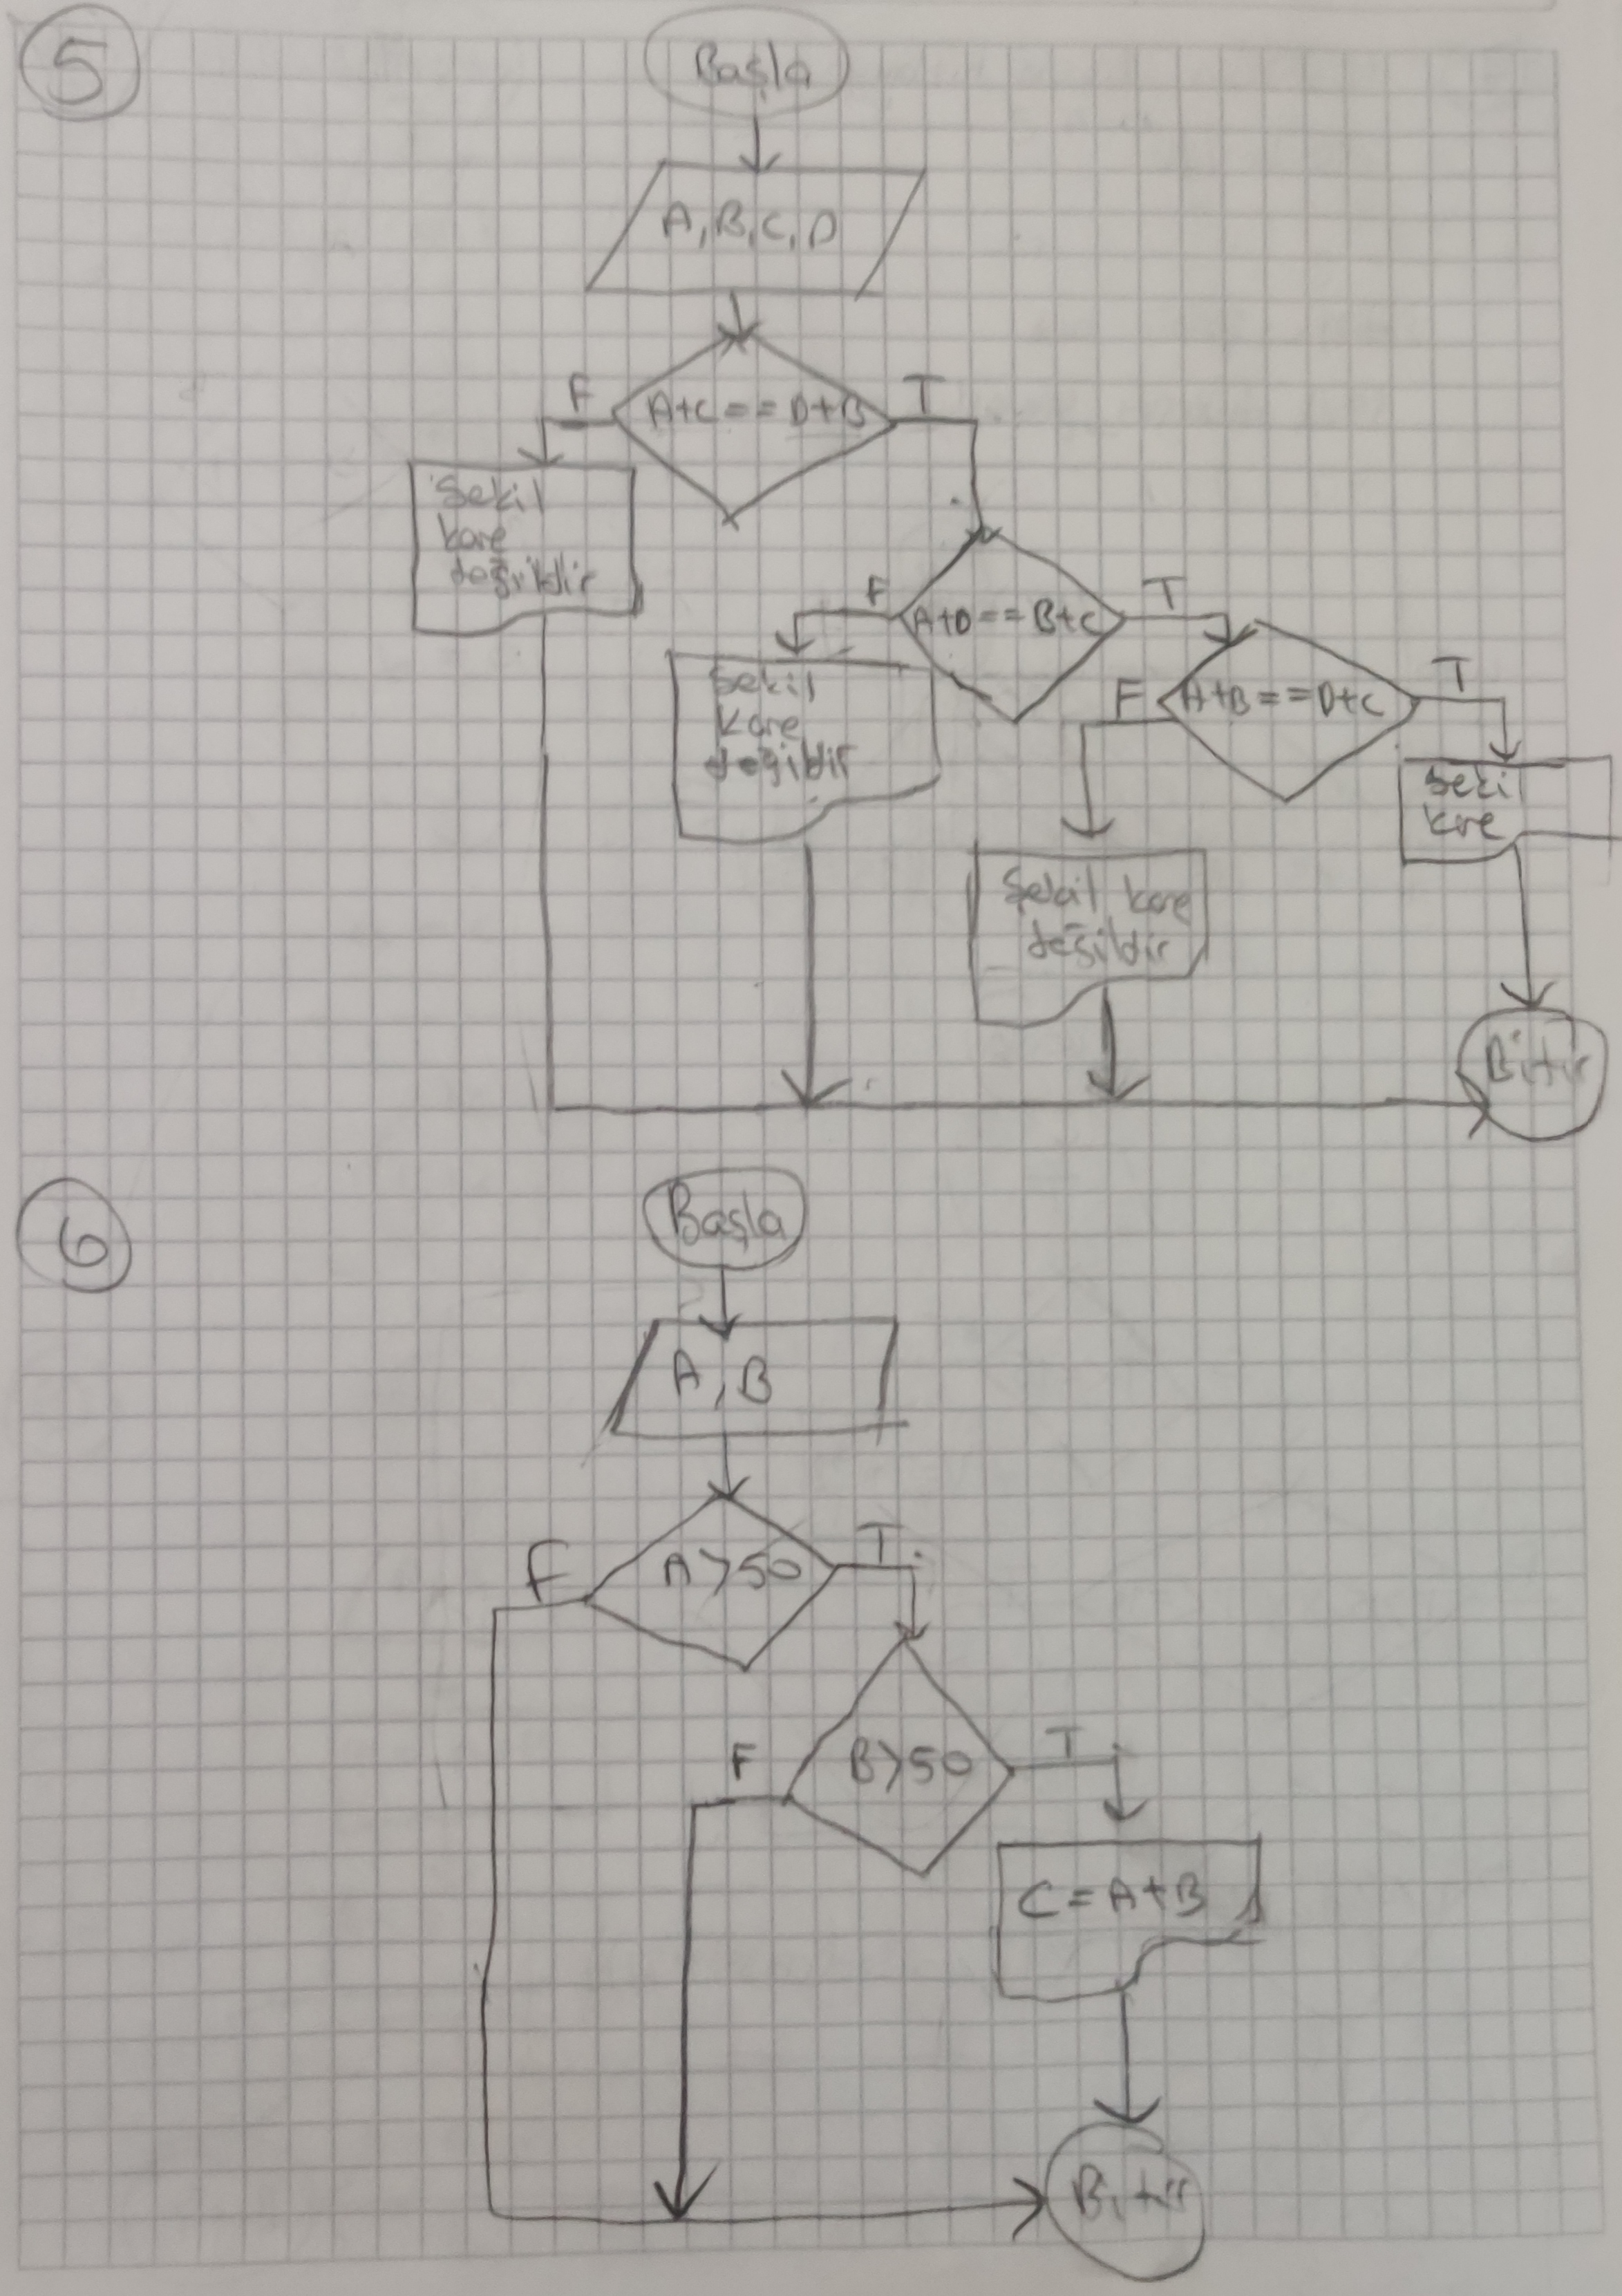 5
Başla
A, B, C, D
F
A+C==D+B
T
Şekil
kare
değildir
F
A+D==B+C
T
Şekil
kare
değildir
F
A+B==D+C
T
Şekil kare
değildir
Şekil
kare
Bitir
6
Başla
A, B
F
A>50
T
F
B>50
T
C=A+B
Bitir